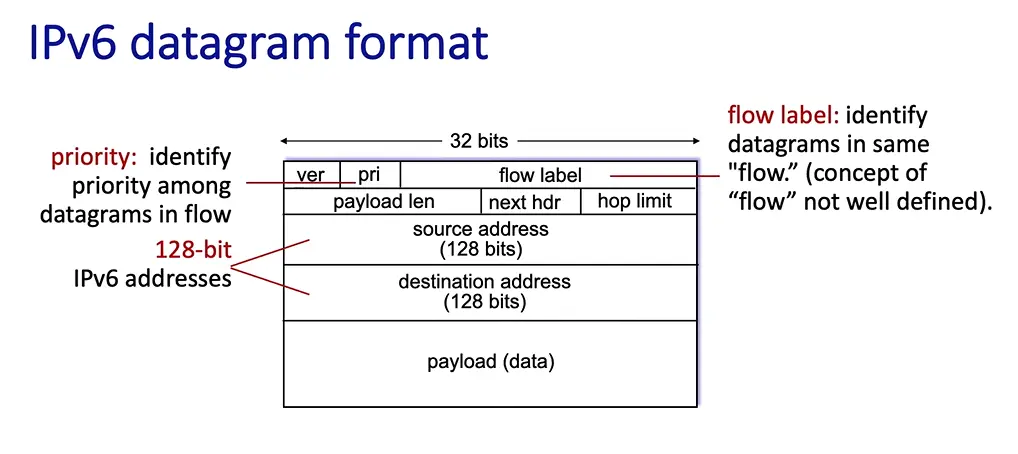 IPv6 datagram format
32 bits
priority: identify
priority among
datagrams in flow
128-bit
IPv6 addresses
ver pri flow label
payload len next hdr hop limit
source address
(128 bits)
destination address
(128 bits)
payload (data)
flow label: identify
datagrams in same
"flow.” (concept of
“flow” not well defined).